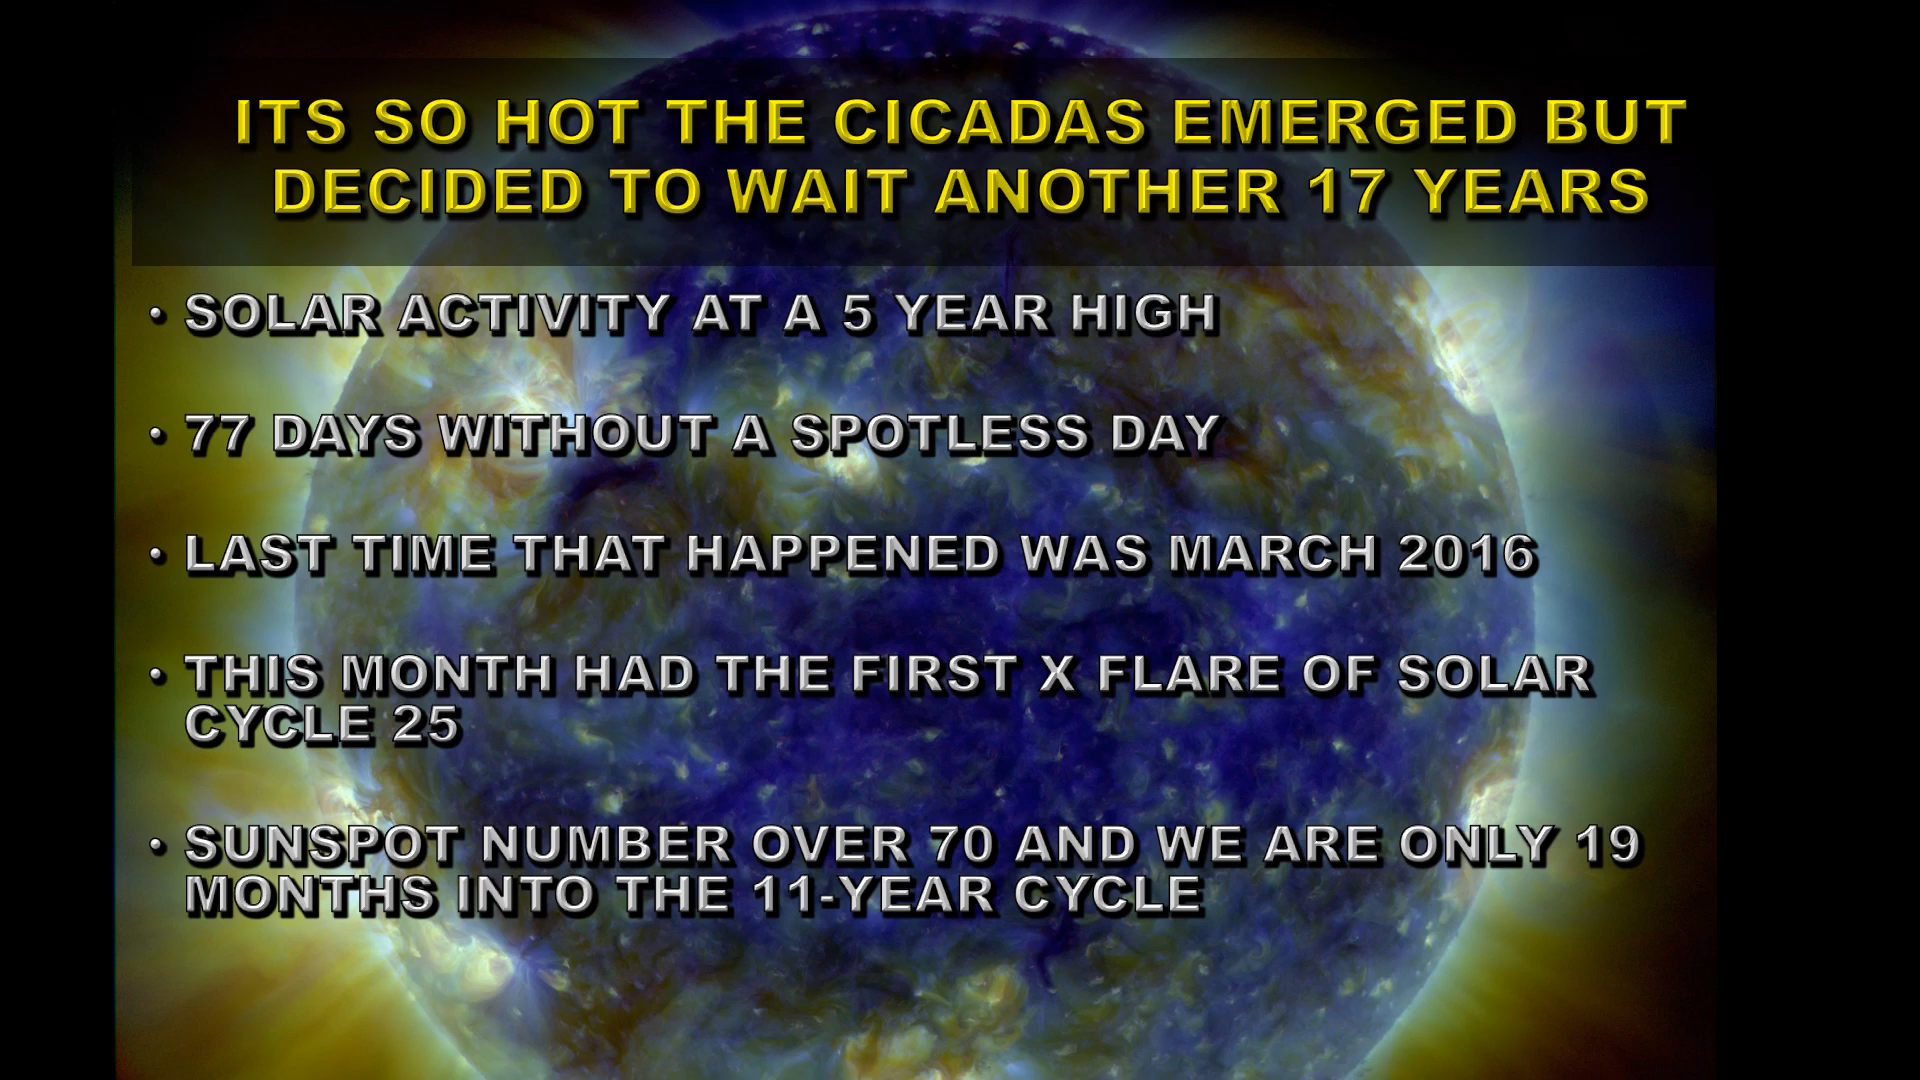 ITS SO HOT THE CICADAS EMERGED BUT
DECIDED TO WAIT ANOTHER 17 YEARS
• SOLAR ACTIVITY AT A 5 YEAR HIGH
• 77 DAYS WITHOUT A SPOTLESS DAY
• LAST TIME THAT HAPPENED WAS MARCH 2016
• THIS MONTH HAD THE FIRST X FLARE OF SOLAR
CYCLE 25
• SUNSPOT NUMBER OVER 70 AND WE ARE ONLY 19
MONTHS INTO THE 11-YEAR CYCLE